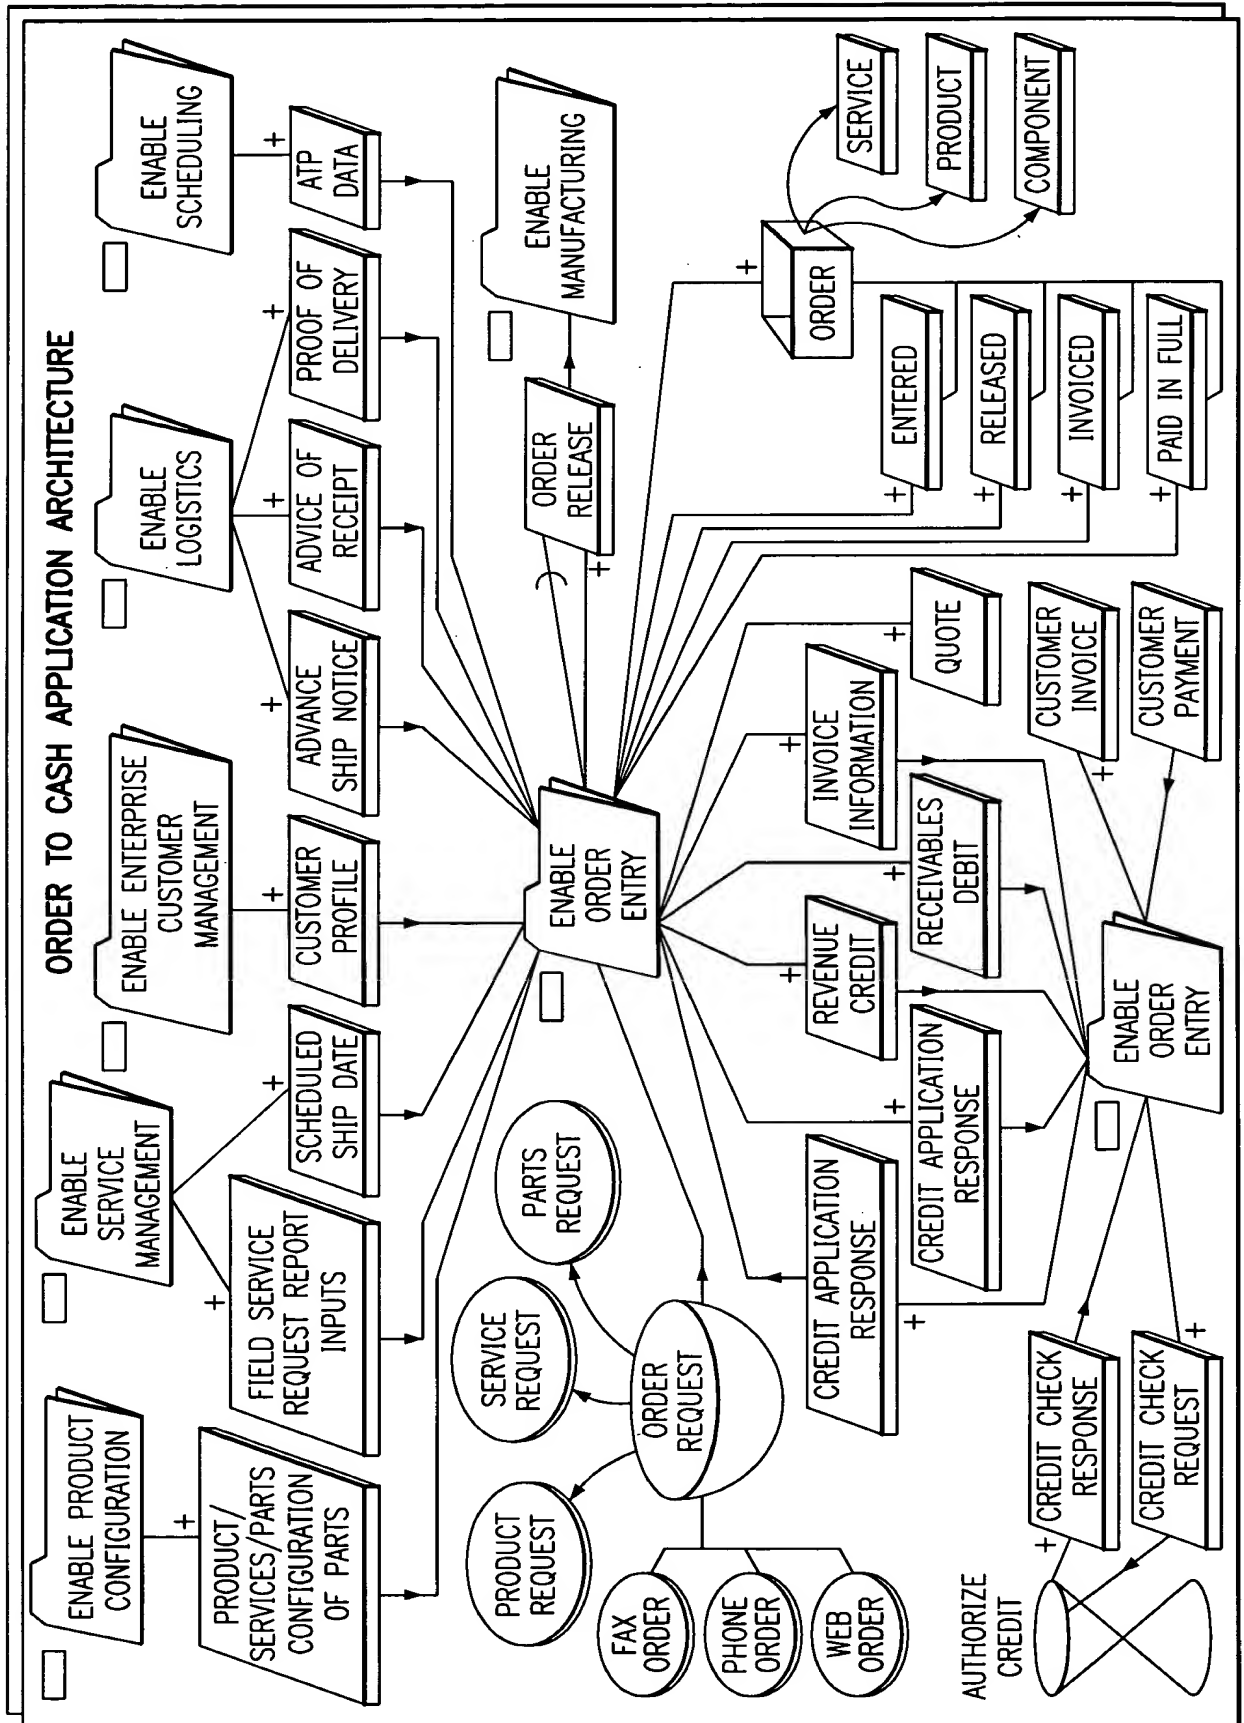 ORDER TO CASH APPLICATION ARCHITECTURE
ENABLE PRODUCT
CONFIGURATION
ENABLE
SERVICE
MANAGEMENT
ENABLE ENTERPRISE
CUSTOMER
MANAGEMENT
ENABLE
LOGISTICS
ENABLE
SCHEDULING
+
+
+
+
+
+
+
+
PRODUCT/
SERVICES/PARTS
CONFIGURATION
OF PARTS
FIELD SERVICE
REQUEST REPORT
INPUTS
SCHEDULED
SHIP DATE
CUSTOMER
PROFILE
ADVANCE
SHIP NOTICE
ADVICE OF
RECEIPT
PROOF OF
DELIVERY
ATP
DATA
PRODUCT
REQUEST
SERVICE
REQUEST
PARTS
REQUEST
ENABLE
ORDER
ENTRY
ORDER
RELEASE
+
ENABLE
MANUFACTURING
FAX
ORDER
PHONE
ORDER
WEB
ORDER
ORDER
REQUEST
CREDIT APPLICATION
RESPONSE
+
CREDIT APPLICATION
RESPONSE
+
REVENUE
CREDIT
+
RECEIVABLES
DEBIT
+
INVOICE
INFORMATION
+
QUOTE
+
ORDER
+
ENTERED
+
RELEASED
+
INVOICED
+
PAID IN FULL
+
SERVICE
PRODUCT
COMPONENT
AUTHORIZE
CREDIT
CREDIT CHECK
RESPONSE
+
CREDIT CHECK
REQUEST
+
ENABLE
ORDER
ENTRY
CUSTOMER
INVOICE
+
CUSTOMER
PAYMENT